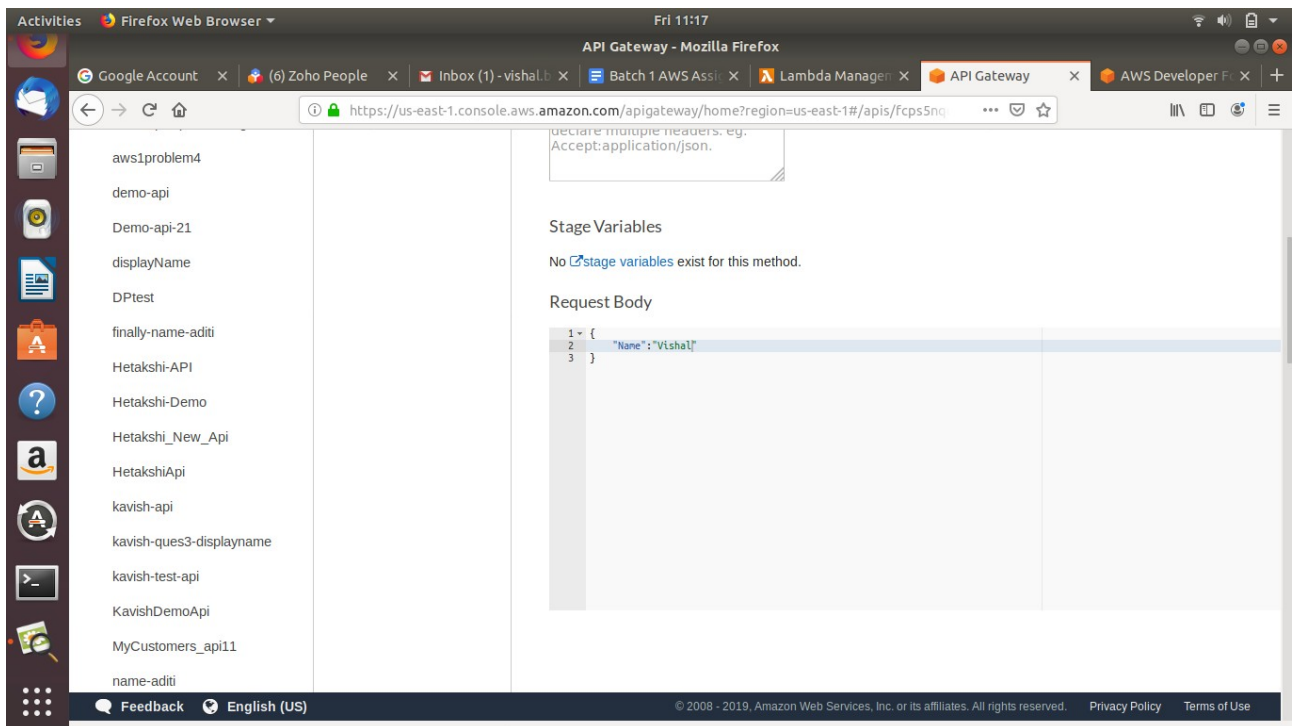 Activities Firefox Web Browser Fri 11:17
API Gateway - Mozilla Firefox
Google Account (6) Zoho People Inbox (1) - vishal.b Batch 1 AWS Assi Lambda Managem API Gateway AWS Developer Fo
https://us-east-1.console.aws.amazon.com/apigateway/home?region=us-east-1#/apis/fcps5nq
declare multiple headers. eg.
Accept:application/json.
aws1problem4
demo-api
Demo-api-21
displayName
DPtest
finally-name-aditi
Hetakshi-API
Hetakshi-Demo
Hetakshi_New_Api
HetakshiApi
kavish-api
kavish-ques3-displayname
kavish-test-api
KavishDemoApi
MyCustomers_api11
name-aditi
Stage Variables
No stage variables exist for this method.
Request Body
1 {
2 "Name":"Vishal"
3 }
Feedback English (US) © 2008 - 2019, Amazon Web Services, Inc. or its affiliates. All rights reserved. Privacy Policy Terms of Use